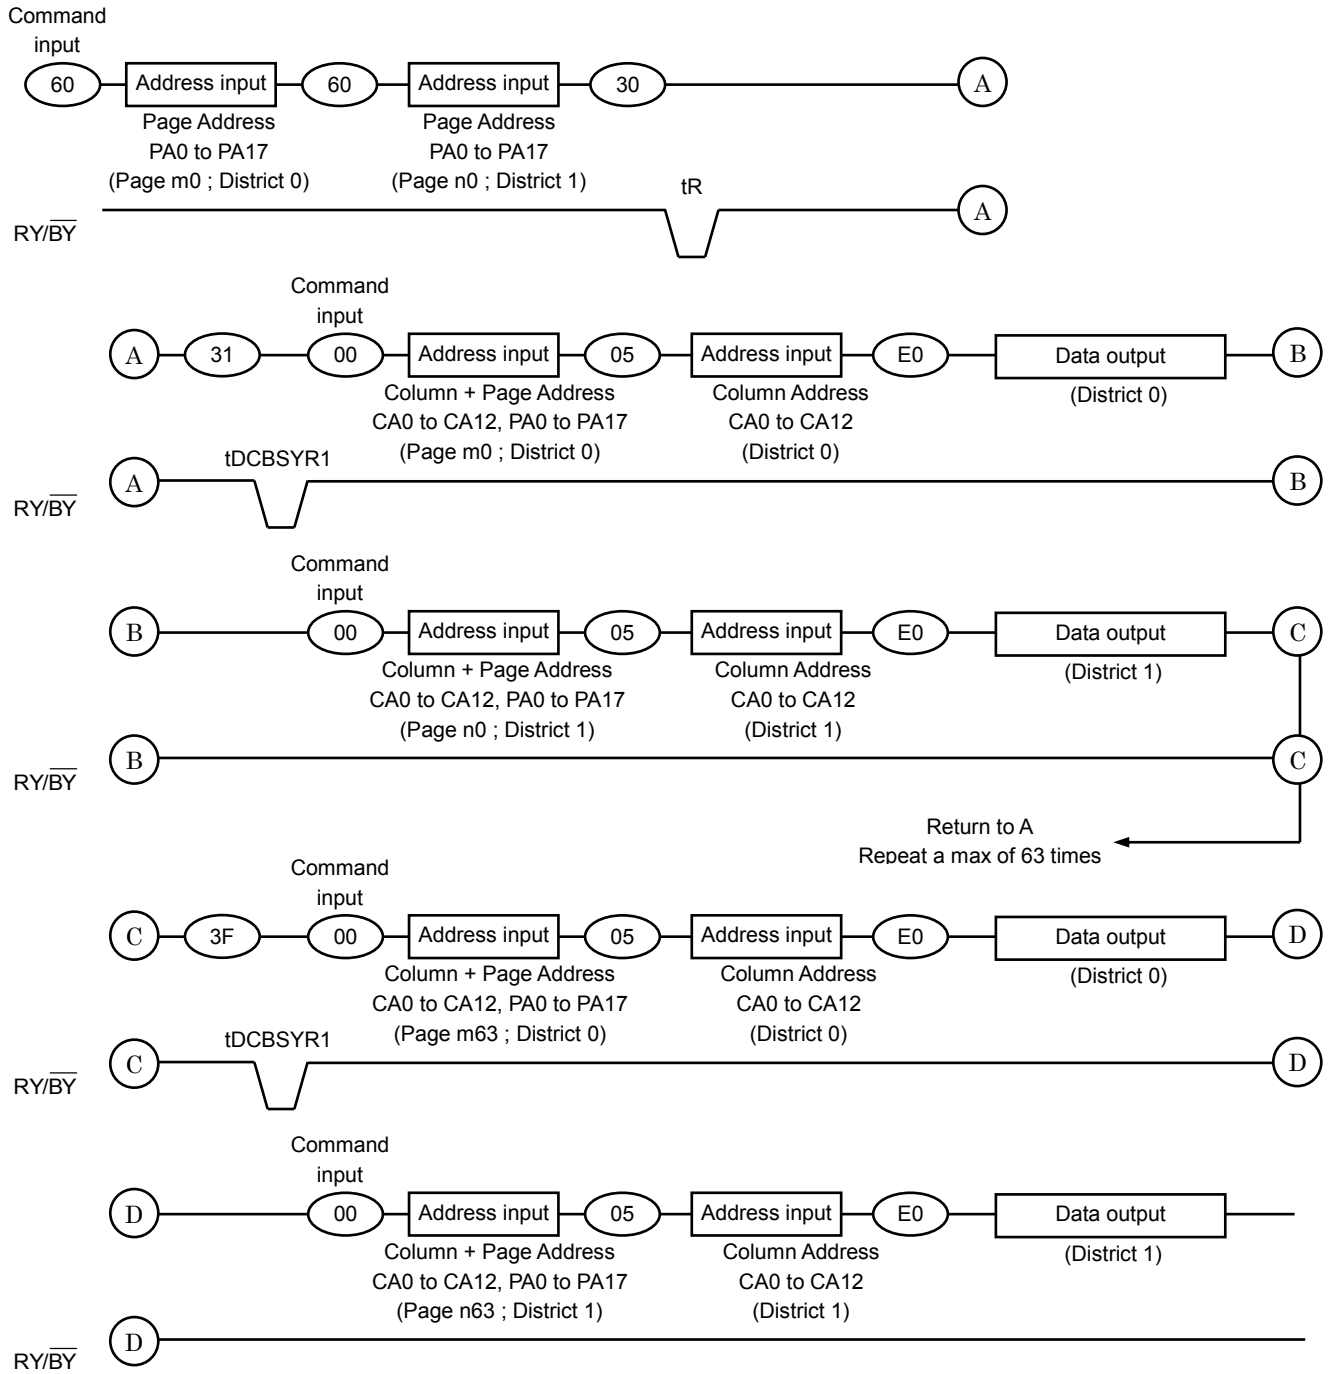 Command
input
60
Address input
60
Address input
30
A
Page Address
PA0 to PA17
(Page m0 ; District 0)
Page Address
PA0 to PA17
(Page n0 ; District 1)
tR
RY/B̅Y̅
A
Command
input
A
31
00
Address input
05
Address input
E0
Data output
B
Column + Page Address
CA0 to CA12, PA0 to PA17
(Page m0 ; District 0)
Column Address
CA0 to CA12
(District 0)
(District 0)
tDCBSYR1
RY/B̅Y̅
A
B
Command
input
B
00
Address input
05
Address input
E0
Data output
C
Column + Page Address
CA0 to CA12, PA0 to PA17
(Page n0 ; District 1)
Column Address
CA0 to CA12
(District 1)
(District 1)
RY/B̅Y̅
B
C
Return to A
Repeat a max of 63 times
Command
input
C
3F
00
Address input
05
Address input
E0
Data output
D
Column + Page Address
CA0 to CA12, PA0 to PA17
(Page m63 ; District 0)
Column Address
CA0 to CA12
(District 0)
(District 0)
tDCBSYR1
RY/B̅Y̅
C
D
Command
input
D
00
Address input
05
Address input
E0
Data output
Column + Page Address
CA0 to CA12, PA0 to PA17
(Page n63 ; District 1)
Column Address
CA0 to CA12
(District 1)
(District 1)
RY/B̅Y̅
D